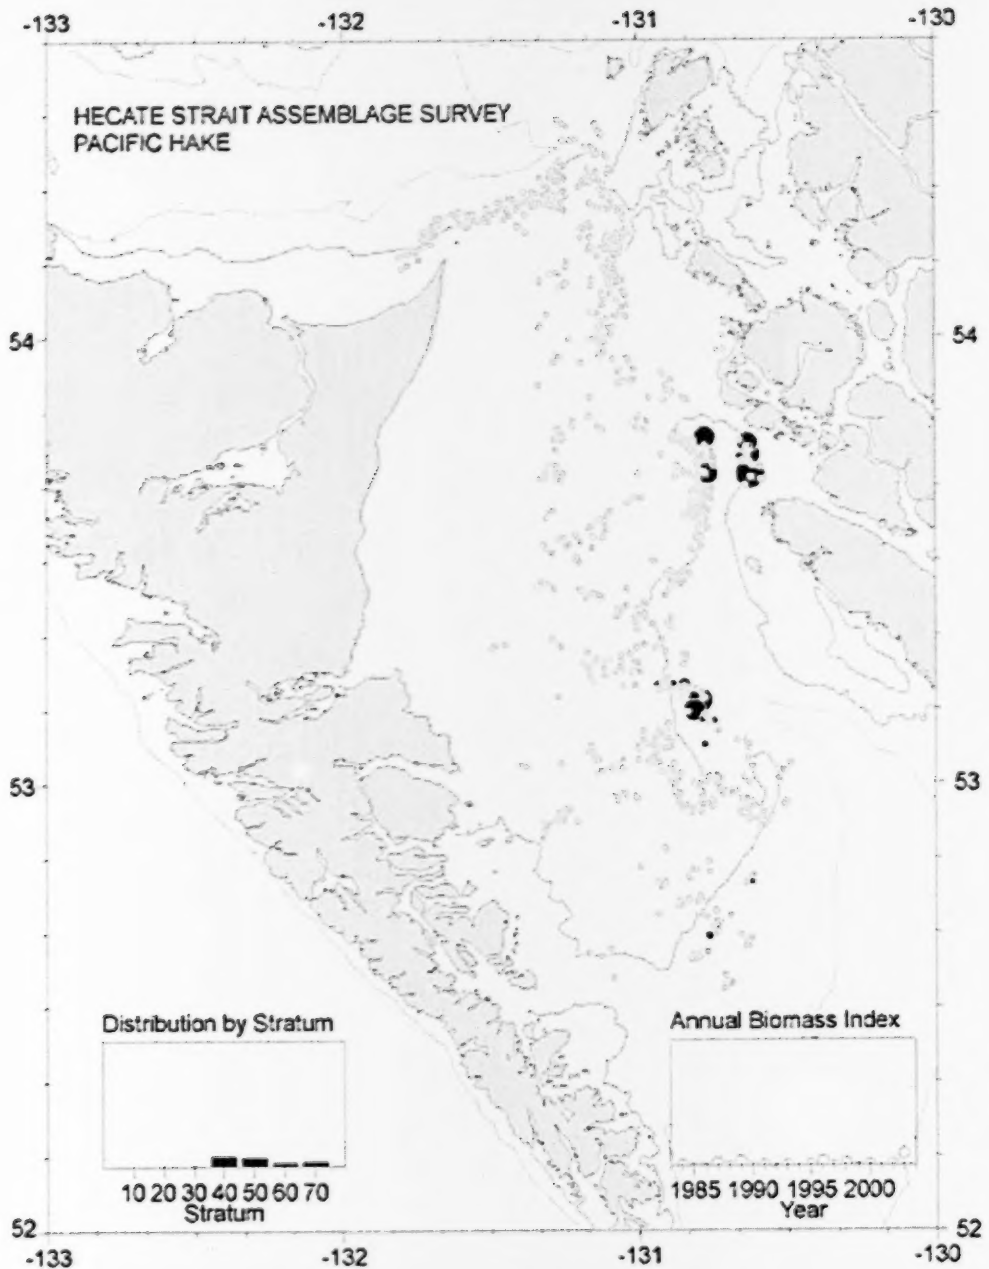 -133 -132 -131 -130
HECATE STRAIT ASSEMBLAGE SURVEY
PACIFIC HAKE
54 54
53 53
Distribution by Stratum
10 20 30 40 50 60 70
Stratum
Annual Biomass Index
1985 1990 1995 2000
Year
52 52
-133 -132 -131 -130